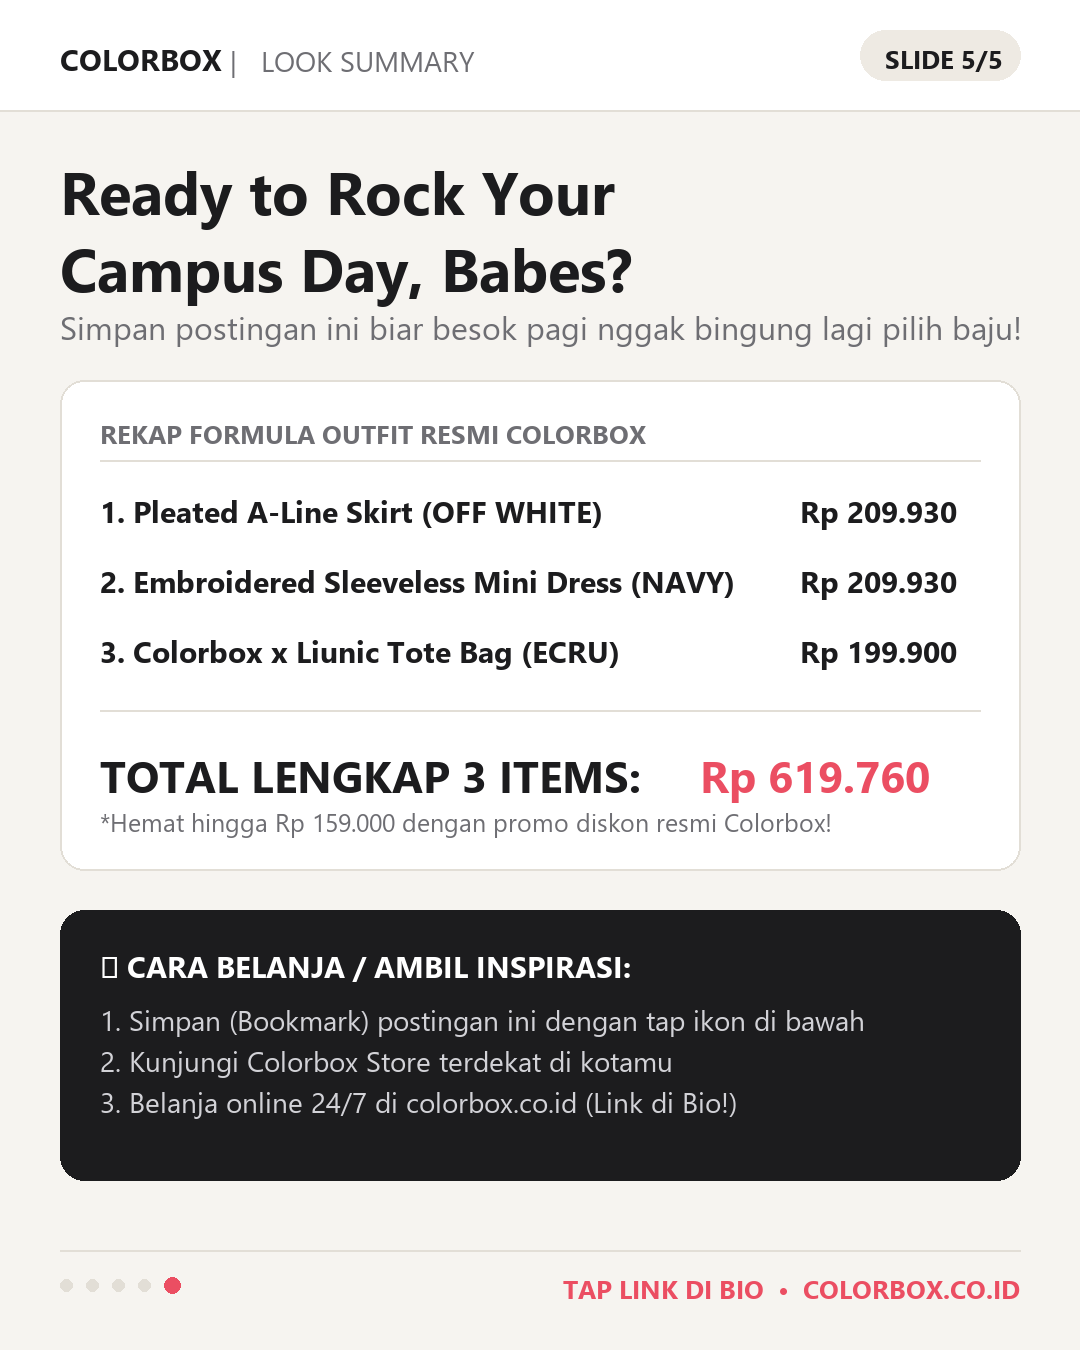 COLORBOX | LOOK SUMMARY
SLIDE 5/5
Ready to Rock Your
Campus Day, Babes?
Simpan postingan ini biar besok pagi nggak bingung lagi pilih baju!
REKAP FORMULA OUTFIT RESMI COLORBOX
1. Pleated A-Line Skirt (OFF WHITE) Rp 209.930
2. Embroidered Sleeveless Mini Dress (NAVY) Rp 209.930
3. Colorbox x Liunic Tote Bag (ECRU) Rp 199.900
TOTAL LENGKAP 3 ITEMS: Rp 619.760
*Hemat hingga Rp 159.000 dengan promo diskon resmi Colorbox!
CARA BELANJA / AMBIL INSPIRASI:
1. Simpan (Bookmark) postingan ini dengan tap ikon di bawah
2. Kunjungi Colorbox Store terdekat di kotamu
3. Belanja online 24/7 di colorbox.co.id (Link di Bio!)
TAP LINK DI BIO • COLORBOX.CO.ID